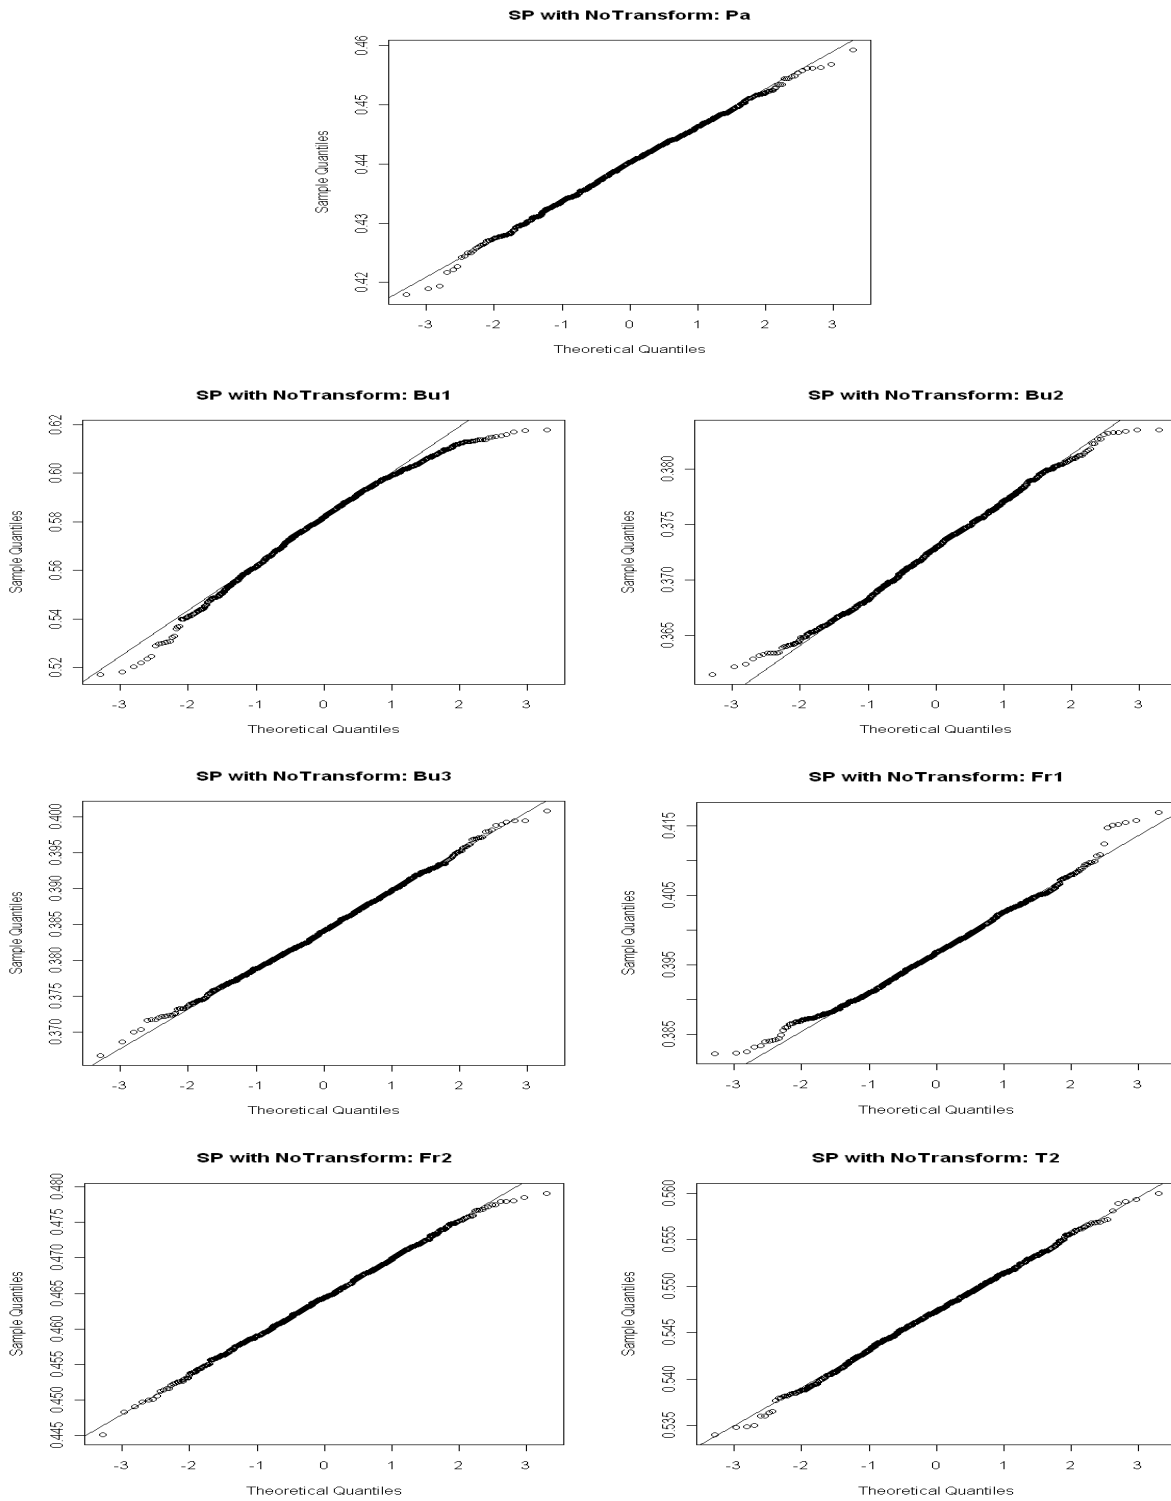 SP with NoTransform: Pa
Sample Quantiles
0.46
0.45
0.44
0.43
0.42
-3 -2 -1 0 1 2 3
Theoretical Quantiles
SP with NoTransform: Bu1
Sample Quantiles
0.62
0.60
0.58
0.56
0.54
0.52
-3 -2 -1 0 1 2 3
Theoretical Quantiles
SP with NoTransform: Bu2
Sample Quantiles
0.380
0.375
0.370
0.365
-3 -2 -1 0 1 2 3
Theoretical Quantiles
SP with NoTransform: Bu3
Sample Quantiles
0.400
0.395
0.390
0.385
0.380
0.375
0.370
-3 -2 -1 0 1 2 3
Theoretical Quantiles
SP with NoTransform: Fr1
Sample Quantiles
0.415
0.405
0.395
0.385
-3 -2 -1 0 1 2 3
Theoretical Quantiles
SP with NoTransform: Fr2
Sample Quantiles
0.480
0.475
0.470
0.465
0.460
0.455
0.450
0.445
-3 -2 -1 0 1 2 3
Theoretical Quantiles
SP with NoTransform: T2
Sample Quantiles
0.560
0.555
0.550
0.545
0.540
0.535
-3 -2 -1 0 1 2 3
Theoretical Quantiles